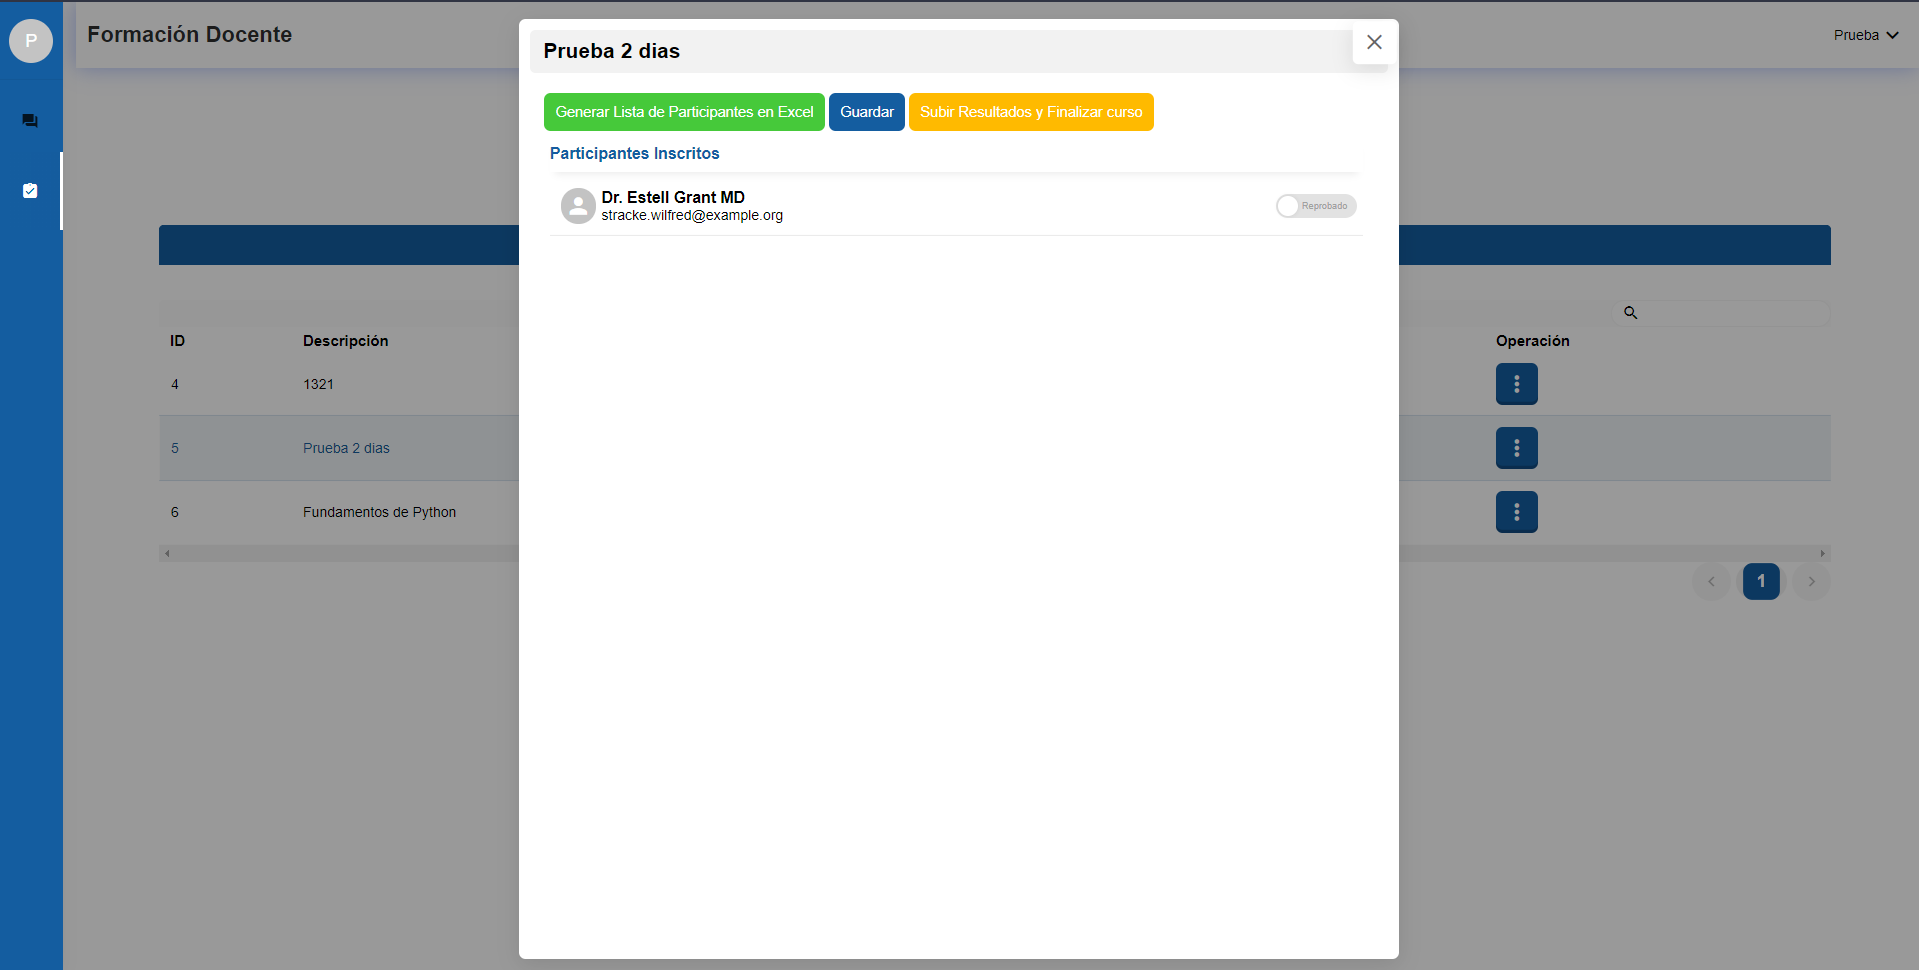 P
Formación Docente
Prueba
Prueba 2 dias
Generar Lista de Participantes en Excel
Guardar
Subir Resultados y Finalizar curso
Participantes Inscritos
Dr. Estell Grant MD
stracke.wilfred@example.org
Reprobado
ID Descripción Operación
4 1321
5 Prueba 2 dias
6 Fundamentos de Python
1